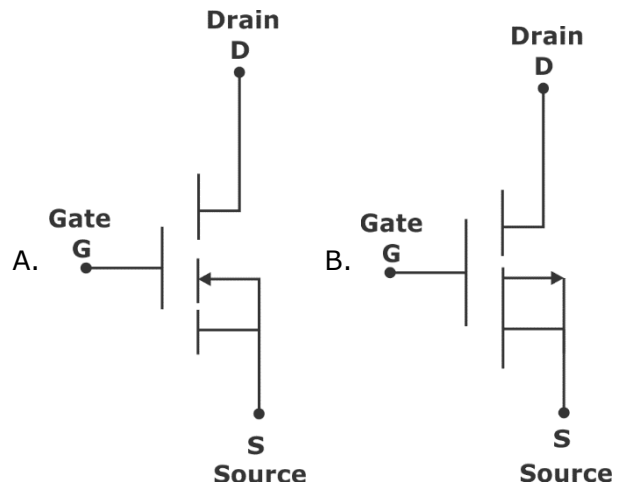 Drain
D
Gate
G
A.
S
Source
Drain
D
Gate
G
B.
S
Source